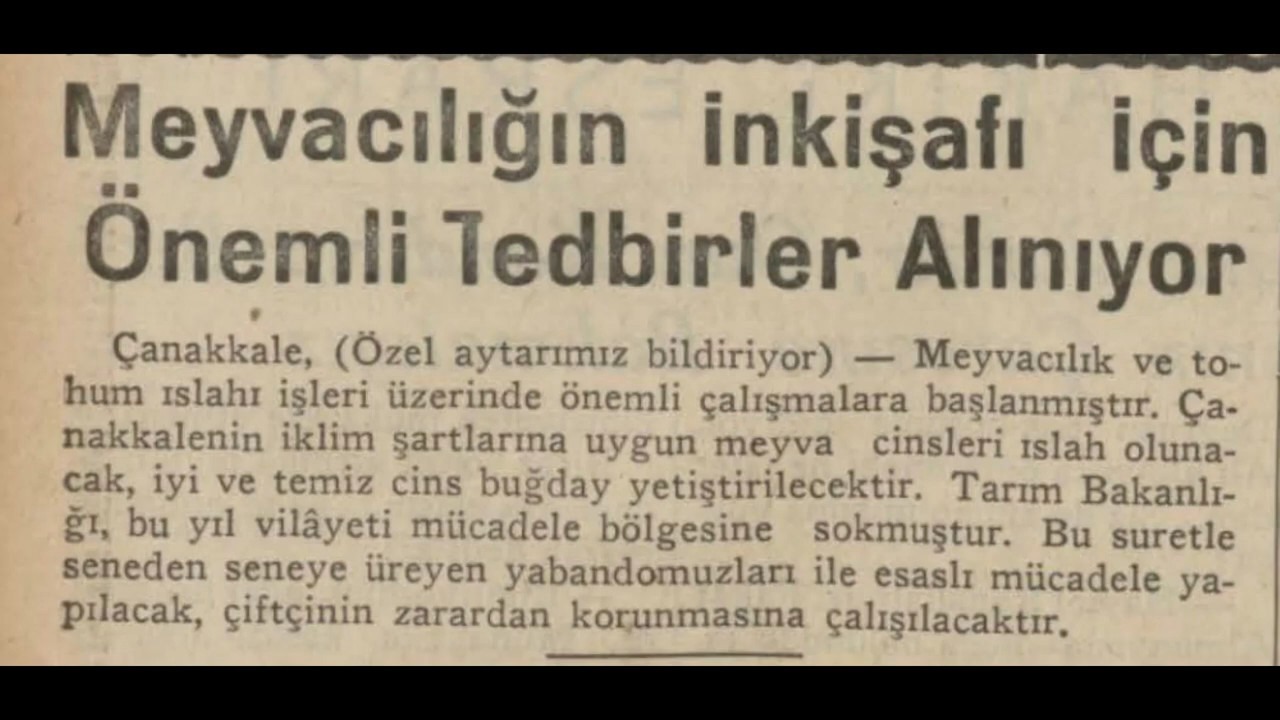 Meyvacılığın inkişafı için
Önemli Tedbirler Alınıyor
Çanakkale, (Özel aytarımız bildiriyor) — Meyvacılık ve to-
hum ıslahı işleri üzerinde önemli çalışmalara başlanmıştır. Ça-
nakkalenin iklim şartlarına uygun meyva cinsleri ıslah oluna-
cak, iyi ve temiz cins buğday yetiştirilecektir. Tarım Bakanlı-
ğı, bu yıl vilâyeti mücadele bölgesine sokmuştur. Bu suretle
seneden seneye üreyen yabandomuzları ile esaslı mücadele ya-
pılacak, çiftçinin zarardan korunmasına çalışılacaktır.